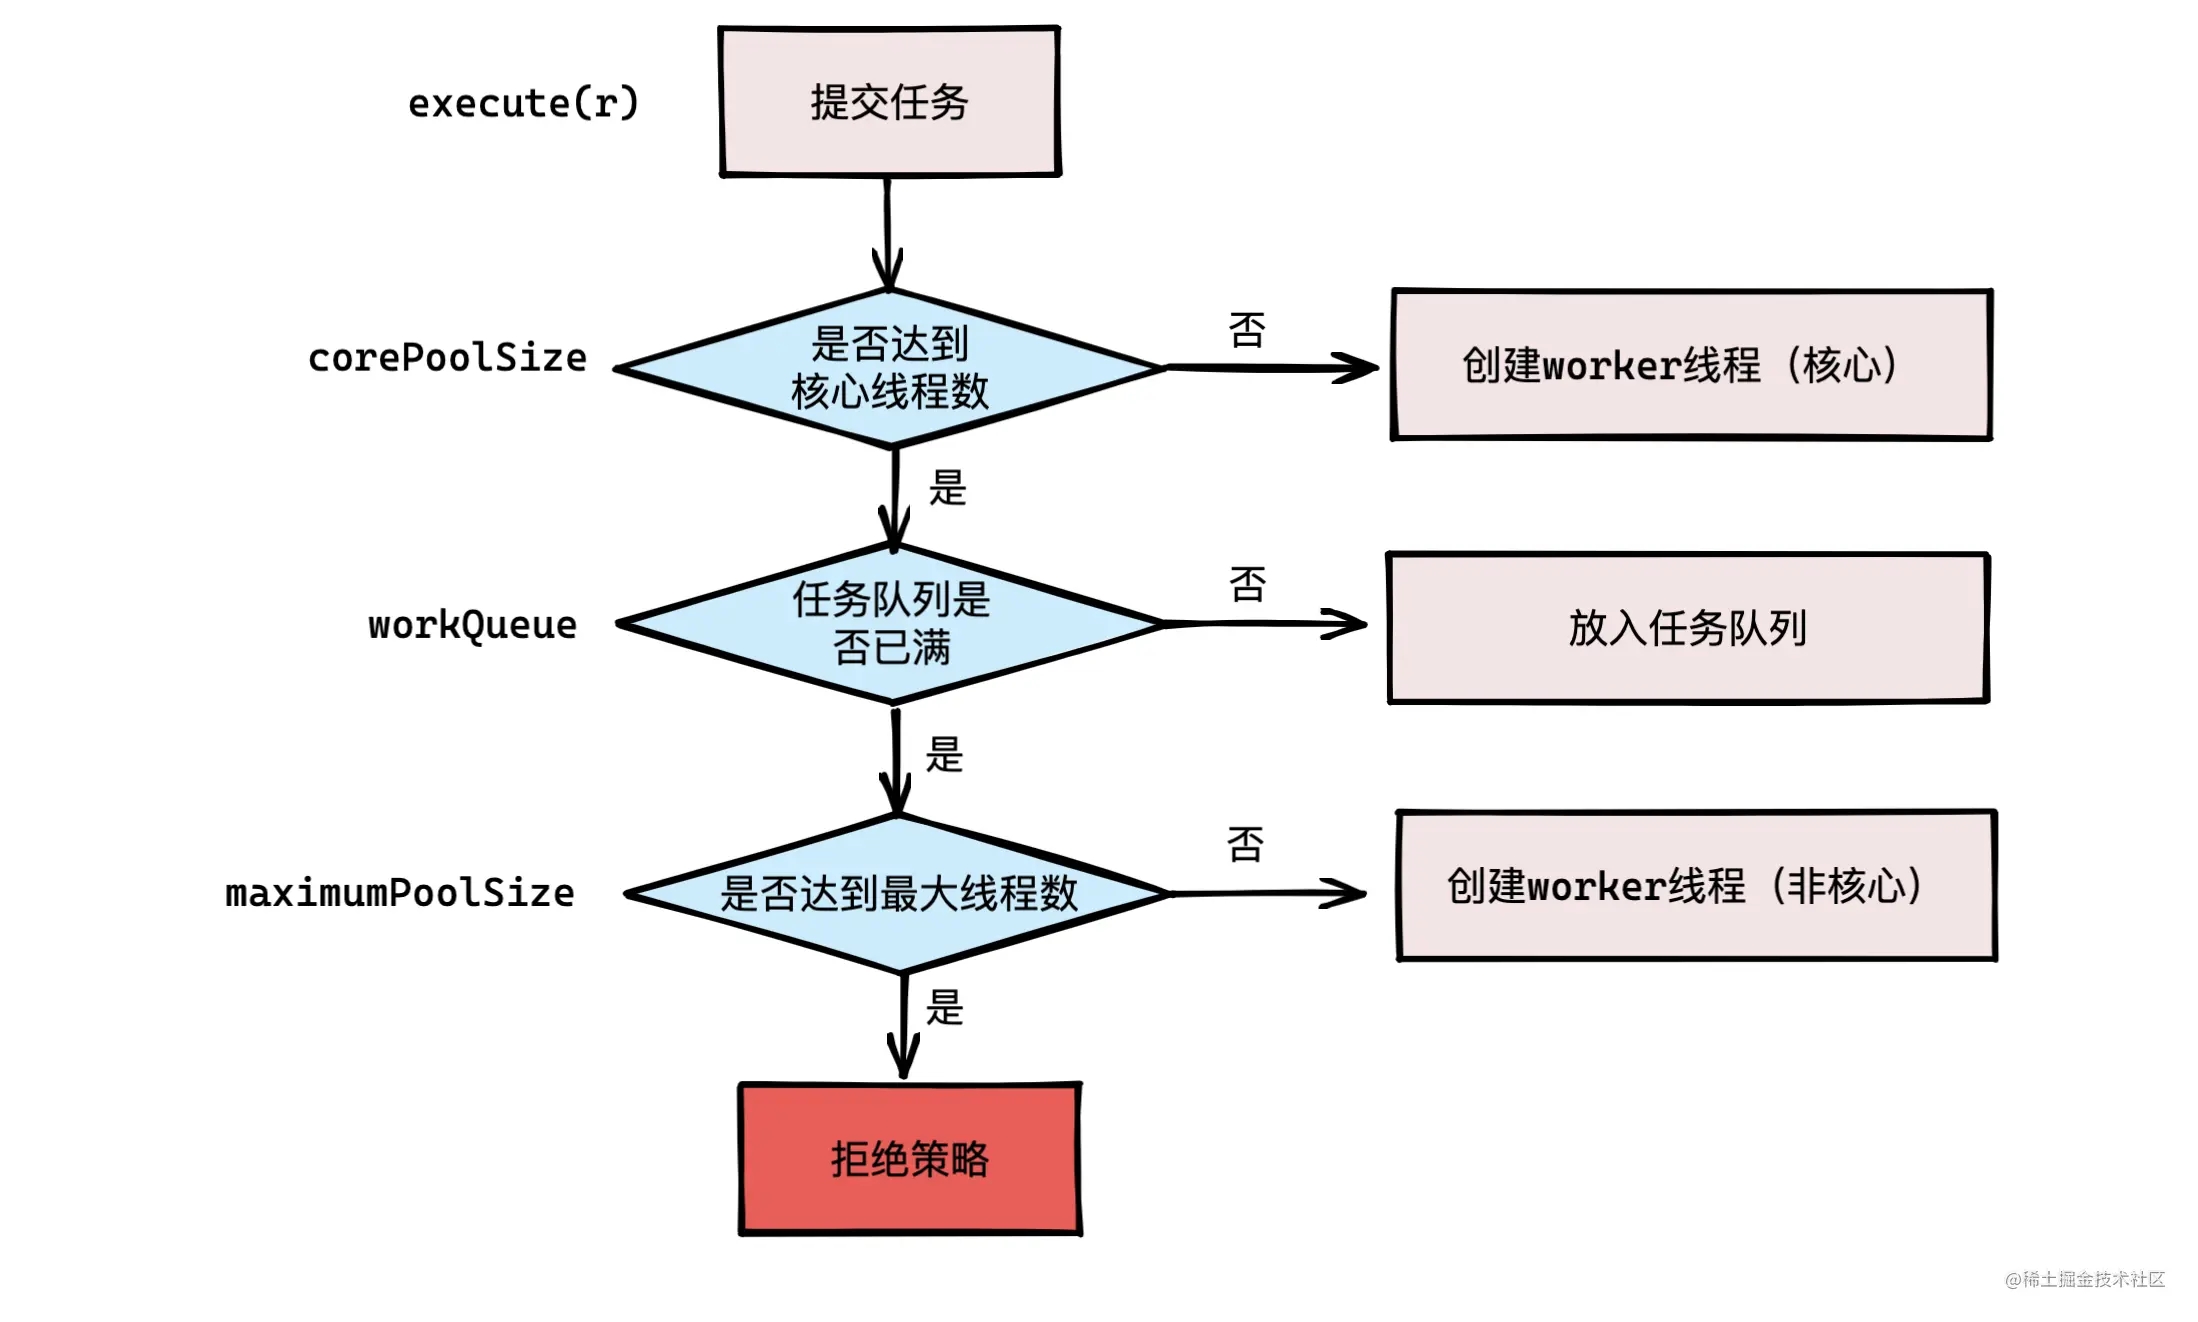 execute(r)
提交任务
corePoolSize
是否达到
核心线程数
否
创建worker线程（核心）
是
workQueue
任务队列是
否已满
否
放入任务队列
是
maximumPoolSize
是否达到最大线程数
否
创建worker线程（非核心）
是
拒绝策略
@稀土掘金技术社区